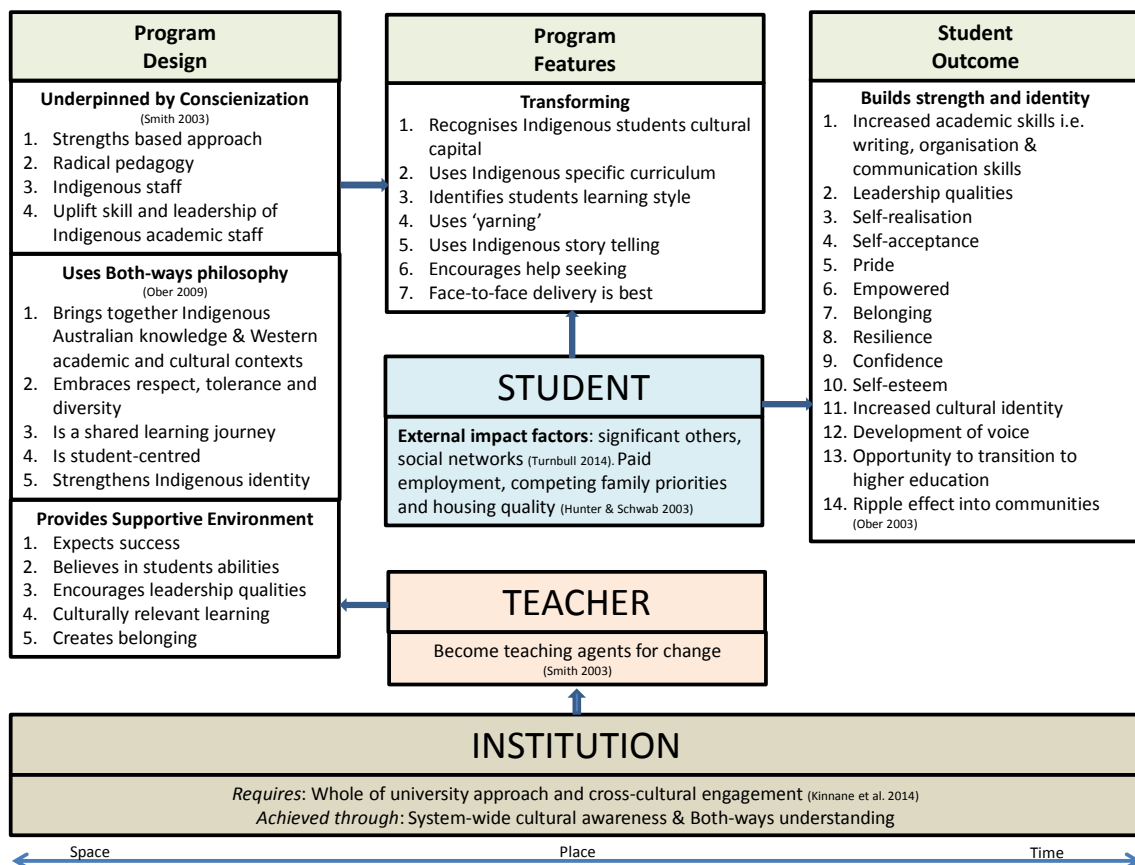 Program
Design
Underpinned by Conscienization
(Smith 2003)
1. Strengths based approach
2. Radical pedagogy
3. Indigenous staff
4. Uplift skill and leadership of
Indigenous academic staff
Uses Both-ways philosophy
(Ober 2009)
1. Brings together Indigenous
Australian knowledge & Western
academic and cultural contexts
2. Embraces respect, tolerance and
diversity
3. Is a shared learning journey
4. Is student-centred
5. Strengthens Indigenous identity
Provides Supportive Environment
1. Expects success
2. Believes in students abilities
3. Encourages leadership qualities
4. Culturally relevant learning
5. Creates belonging
Program
Features
Transforming
1. Recognises Indigenous students cultural
capital
2. Uses Indigenous specific curriculum
3. Identifies students learning style
4. Uses ‘yarning’
5. Uses Indigenous story telling
6. Encourages help seeking
7. Face-to-face delivery is best
STUDENT
External impact factors: significant others,
social networks (Turnbull 2014). Paid
employment, competing family priorities
and housing quality (Hunter & Schwab 2003)
TEACHER
Become teaching agents for change
(Smith 2003)
Student
Outcome
Builds strength and identity
1. Increased academic skills i.e.
writing, organisation &
communication skills
2. Leadership qualities
3. Self-realisation
4. Self-acceptance
5. Pride
6. Empowered
7. Belonging
8. Resilience
9. Confidence
10. Self-esteem
11. Increased cultural identity
12. Development of voice
13. Opportunity to transition to
higher education
14. Ripple effect into communities
(Ober 2003)
INSTITUTION
Requires: Whole of university approach and cross-cultural engagement (Kinnane et al. 2014)
Achieved through: System-wide cultural awareness & Both-ways understanding
Space Place Time